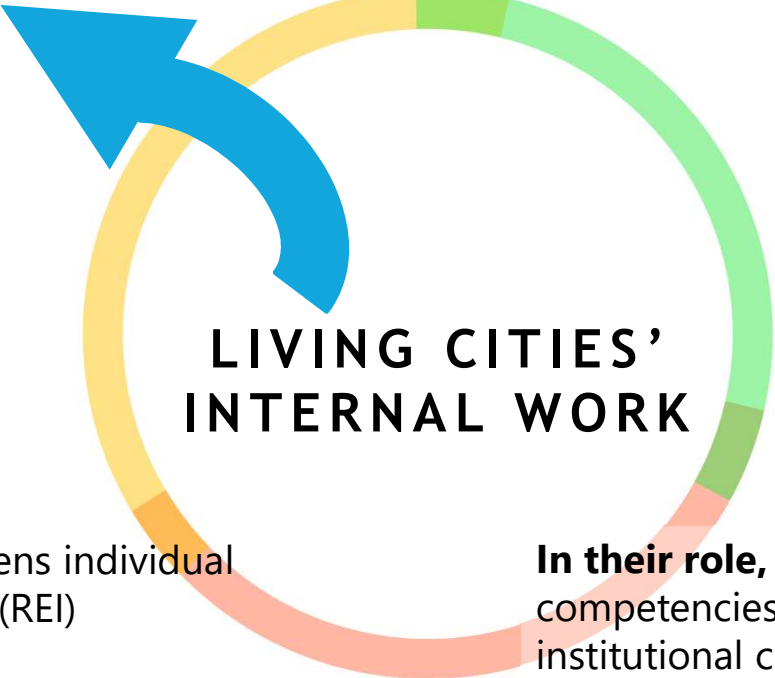 LIVING CITIES’
INTERNAL WORK
ens individual
(REI)
In their role,
competencies
institutional c